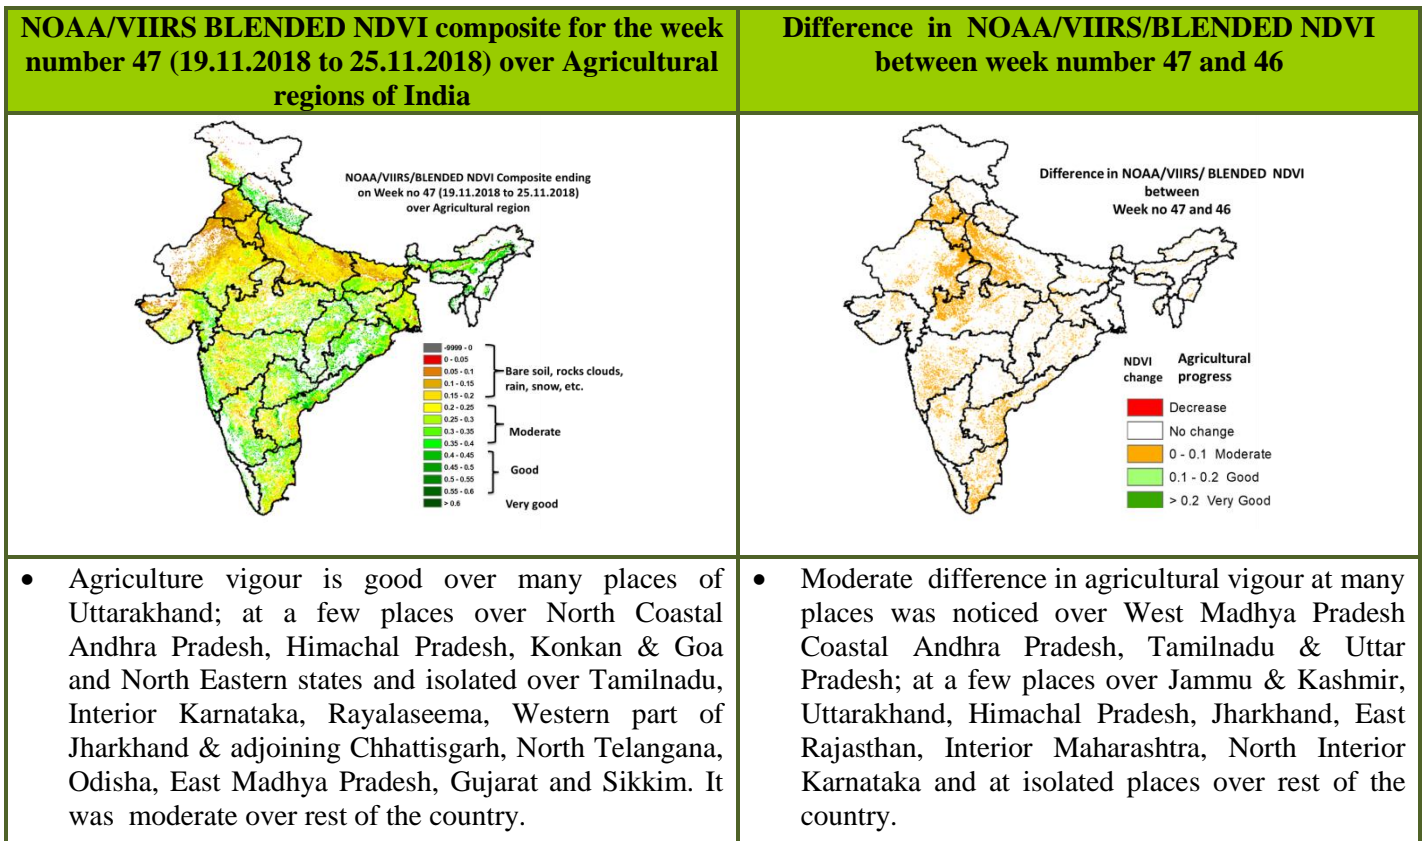 NOAA/VIIRS BLENDED NDVI composite for the week
number 47 (19.11.2018 to 25.11.2018) over Agricultural
regions of India
Difference in NOAA/VIIRS/BLENDED NDVI
between week number 47 and 46
NOAA/VIIRS/BLENDED NDVI Composite ending
on Week no 47 (19.11.2018 to 25.11.2018)
over Agricultural region
-9999 - 0
0 - 0.05
0.05 - 0.1
0.1 - 0.15
0.15 - 0.2
0.2 - 0.25
0.25 - 0.3
0.3 - 0.35
0.35 - 0.4
0.4 - 0.45
0.45 - 0.5
0.5 - 0.55
0.55 - 0.6
> 0.6
Bare soil, rocks clouds,
rain, snow, etc.
Moderate
Good
Very good
Difference in NOAA/VIIRS/ BLENDED NDVI
between
Week no 47 and 46
NDVI
change
Agricultural
progress
Decrease
No change
0 - 0.1 Moderate
0.1 - 0.2 Good
> 0.2 Very Good
• Agriculture vigour is good over many places of
Uttarakhand; at a few places over North Coastal
Andhra Pradesh, Himachal Pradesh, Konkan & Goa
and North Eastern states and isolated over Tamilnadu,
Interior Karnataka, Rayalaseema, Western part of
Jharkhand & adjoining Chhattisgarh, North Telangana,
Odisha, East Madhya Pradesh, Gujarat and Sikkim. It
was moderate over rest of the country.
• Moderate difference in agricultural vigour at many
places was noticed over West Madhya Pradesh
Coastal Andhra Pradesh, Tamilnadu & Uttar
Pradesh; at a few places over Jammu & Kashmir,
Uttarakhand, Himachal Pradesh, Jharkhand, East
Rajasthan, Interior Maharashtra, North Interior
Karnataka and at isolated places over rest of the
country.